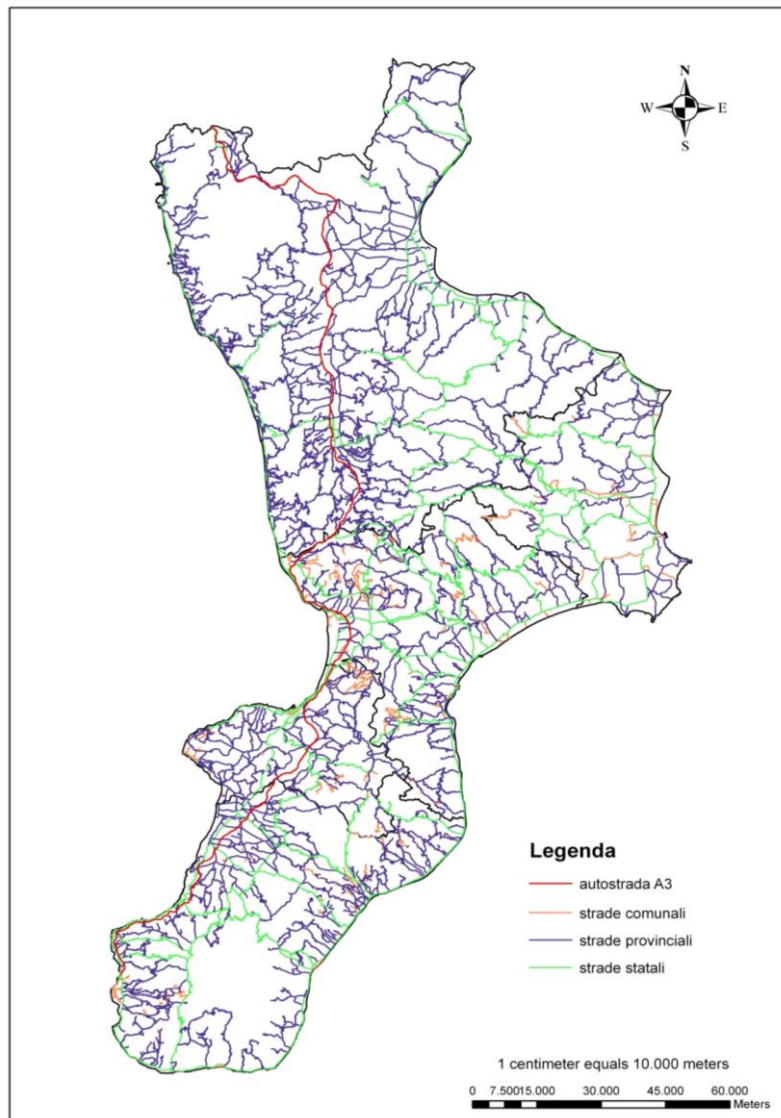 N
W E
S
Legenda
autostrada A3
strade comunali
strade provinciali
strade statali
1 centimeter equals 10.000 meters
0 7.50015.000 30.000 45.000 60.000
Meters